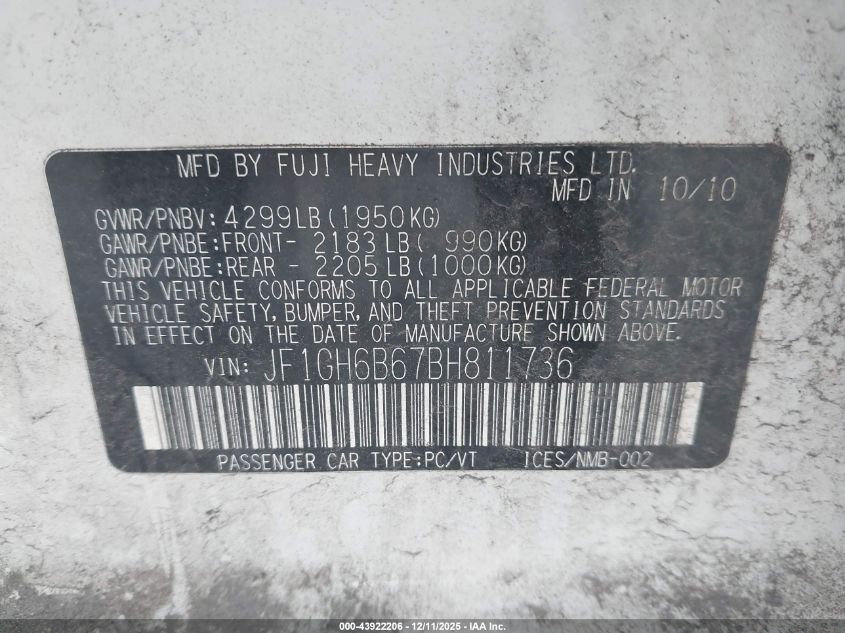 MFD BY FUJI HEAVY INDUSTRIES LTD.
MFD IN 10/10
GVWR/PNBV: 4299LB(1950KG)
GAWR/PNBE:FRONT- 2183LB( 990KG)
GAWR/PNBE:REAR - 2205LB(1000KG)
THIS VEHICLE CONFORMS TO ALL APPLICABLE FEDERAL MOTOR
VEHICLE SAFETY, BUMPER, AND THEFT PREVENTION STANDARDS
IN EFFECT ON THE DATE OF MANUFACTURE SHOWN ABOVE.
VIN: JF1GH6B67BH811736
PASSENGER CAR TYPE:PC/VT ICES/NMB-002
000-43922206 - 12/11/2025 - IAA Inc.